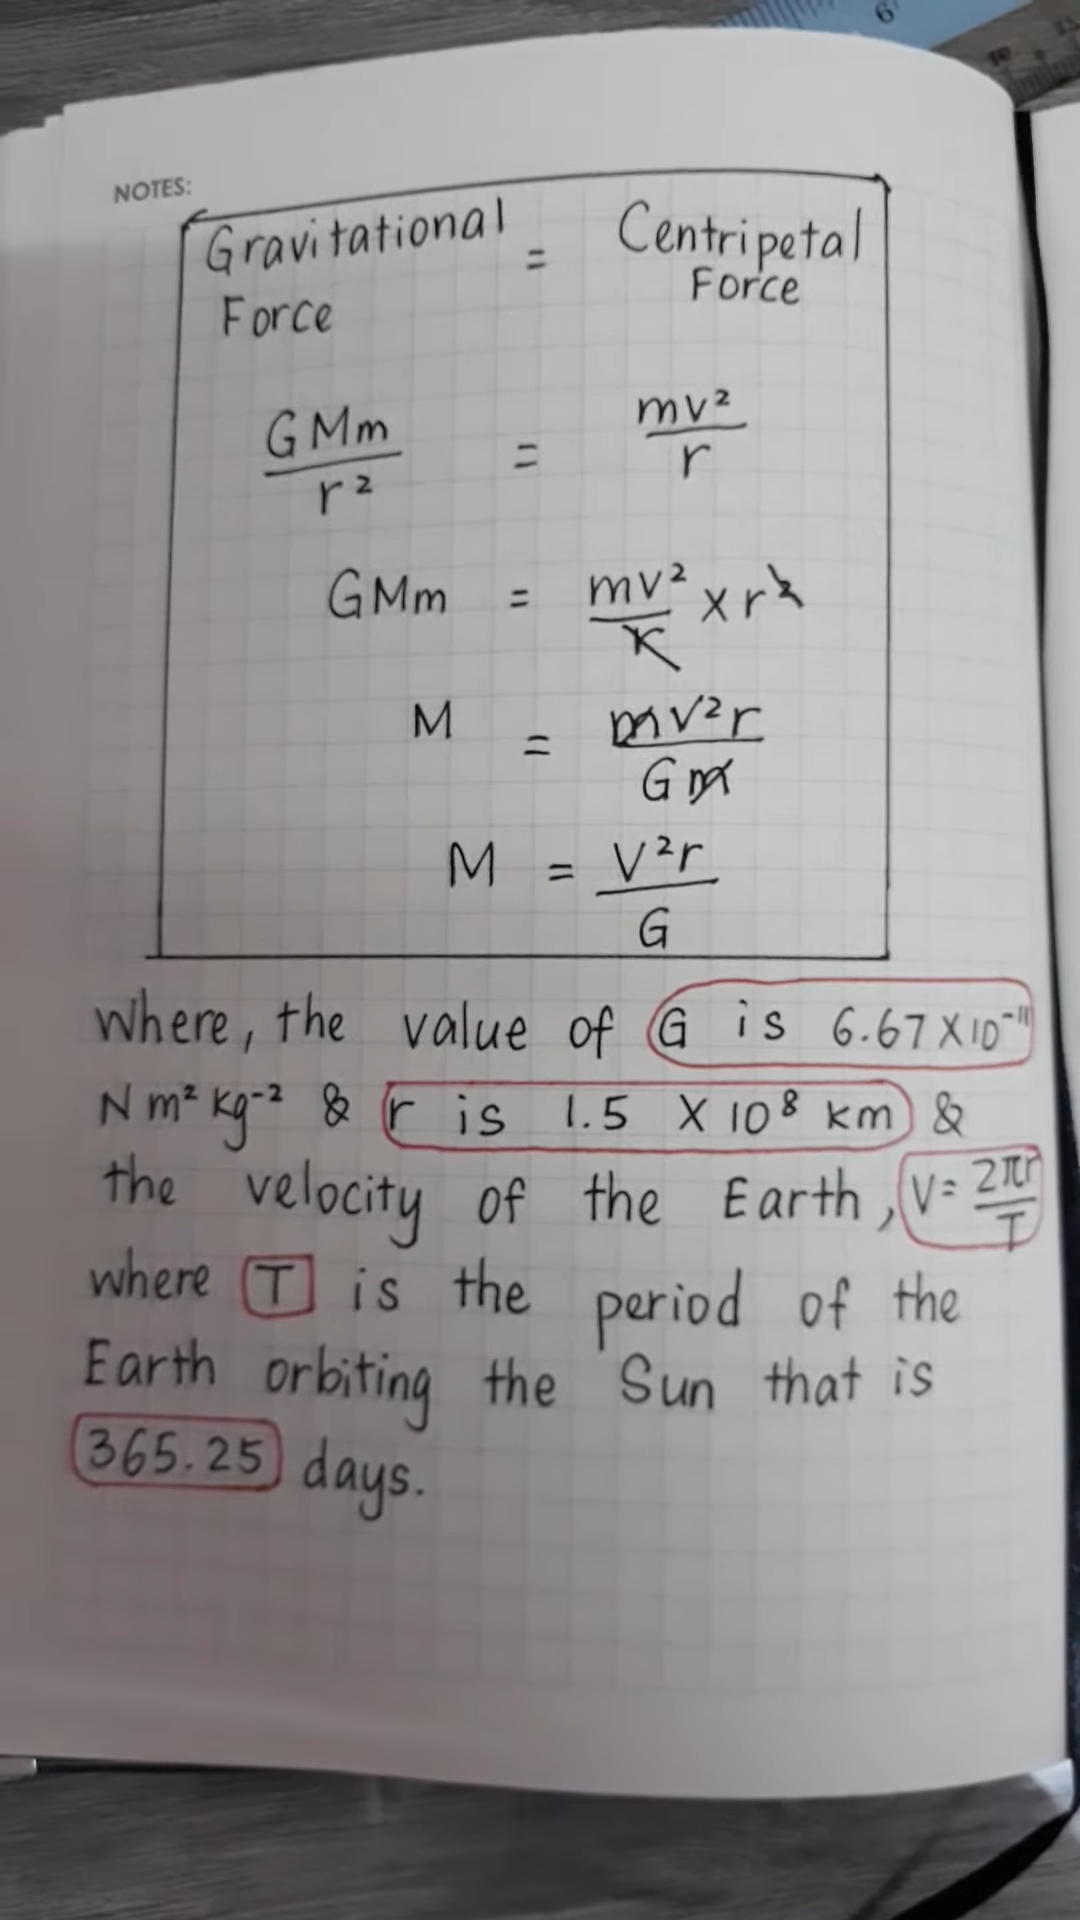 NOTES:
Gravitational Force = Centripetal Force
GMm/r² = mv²/r
GMm = mv²/r × r²
M = mv²r/Gm
M = V²r/G
Where, the value of G is 6.67 X 10⁻¹¹
N m² kg⁻² & r is 1.5 X 10⁸ km &
the velocity of the Earth, V = 2πr/T
where T is the period of the
Earth orbiting the Sun that is
365.25 days.
6